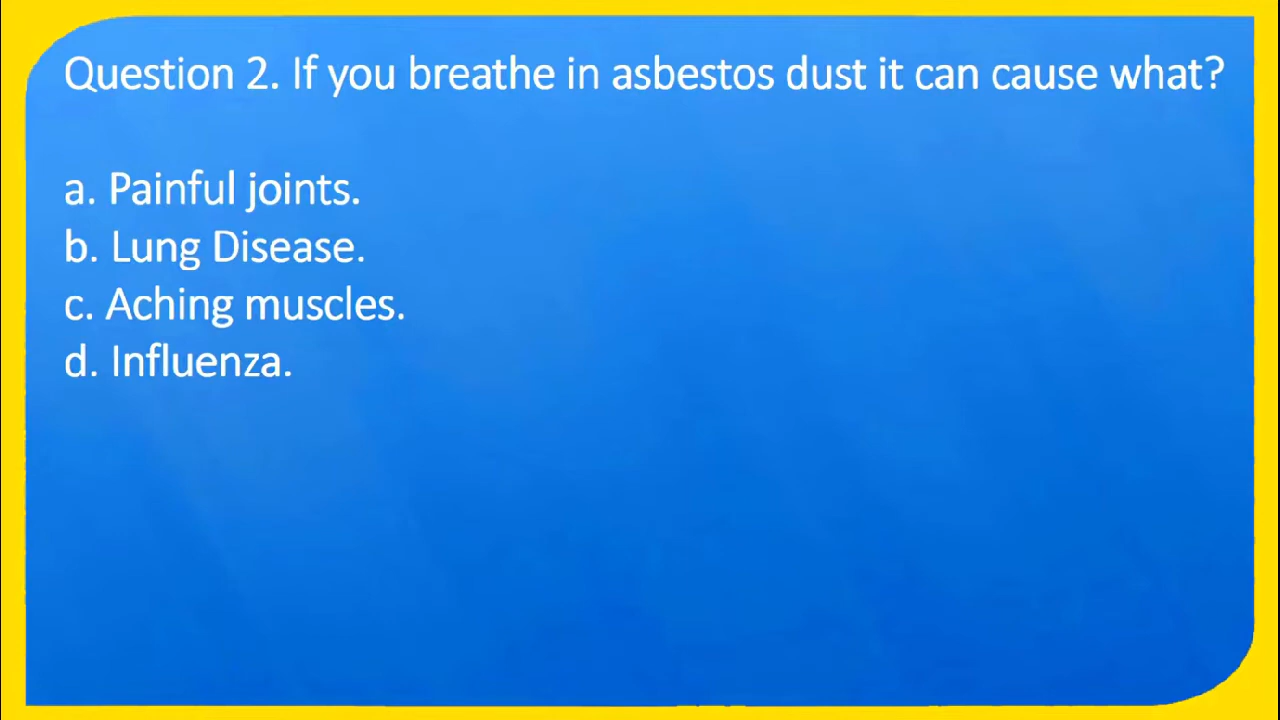 Question 2. If you breathe in asbestos dust it can cause what?
a. Painful joints.
b. Lung Disease.
c. Aching muscles.
d. Influenza.